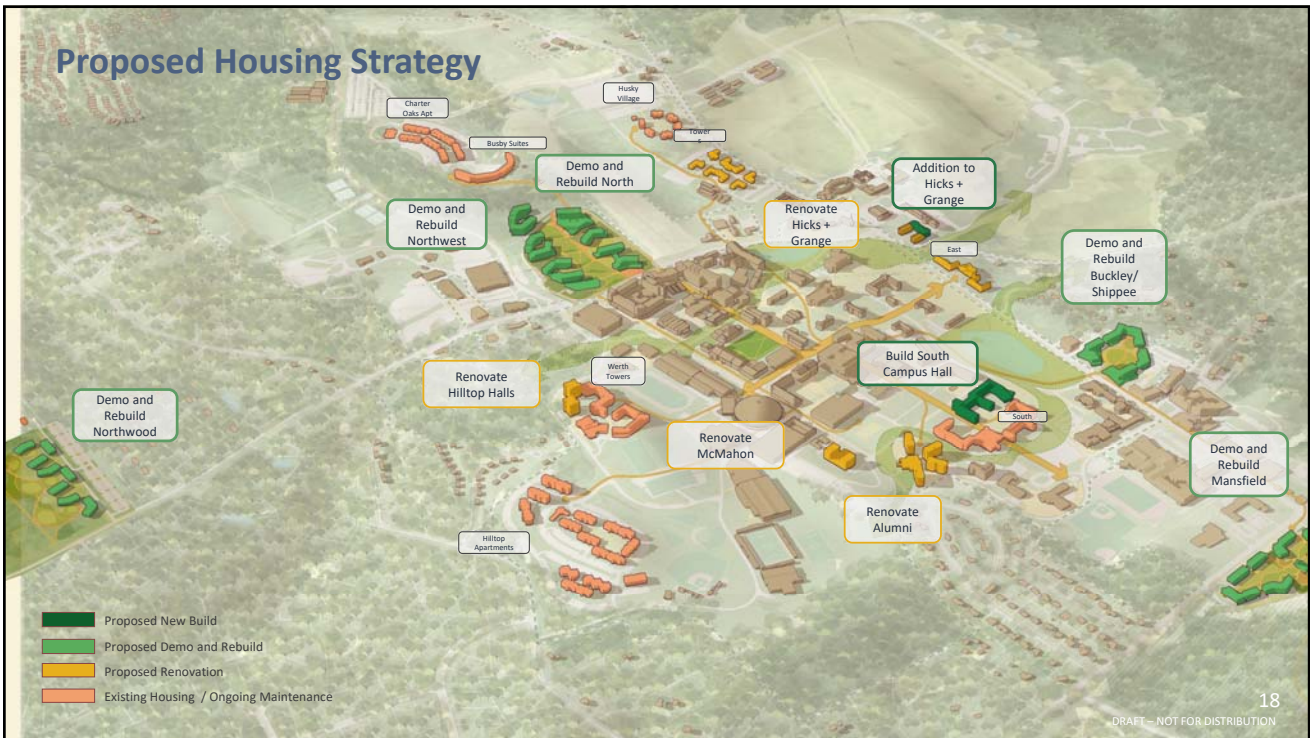 Proposed Housing Strategy
Husky
Village
Charter
Oaks Apt
Tower
s
Busby Suites
Demo and
Rebuild North
Addition to
Hicks +
Grange
Demo and
Rebuild
Northwest
Renovate
Hicks +
Grange
East
Demo and
Rebuild
Buckley/
Shippee
Build South
Campus Hall
Werth
Towers
Renovate
Hilltop Halls
Demo and
Rebuild
Northwood
South
Renovate
McMahon
Demo and
Rebuild
Mansfield
Renovate
Alumni
Hilltop
Apartments
Proposed New Build
Proposed Demo and Rebuild
Proposed Renovation
Existing Housing / Ongoing Maintenance
18
DRAFT – NOT FOR DISTRIBUTION